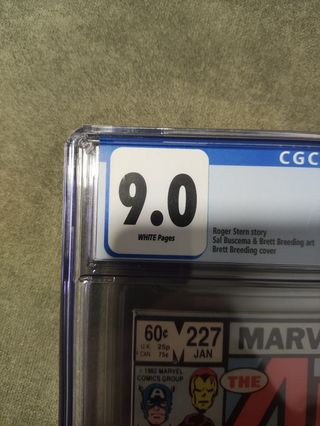 CGC
9.0
WHITE Pages
Roger Stern story
Sal Buscema & Brett Breeding art
Brett Breeding cover
60¢ M 227
U.K. 25p JAN
CAN. 75¢
MARV
© 1982 MARVEL
COMICS GROUP
THE